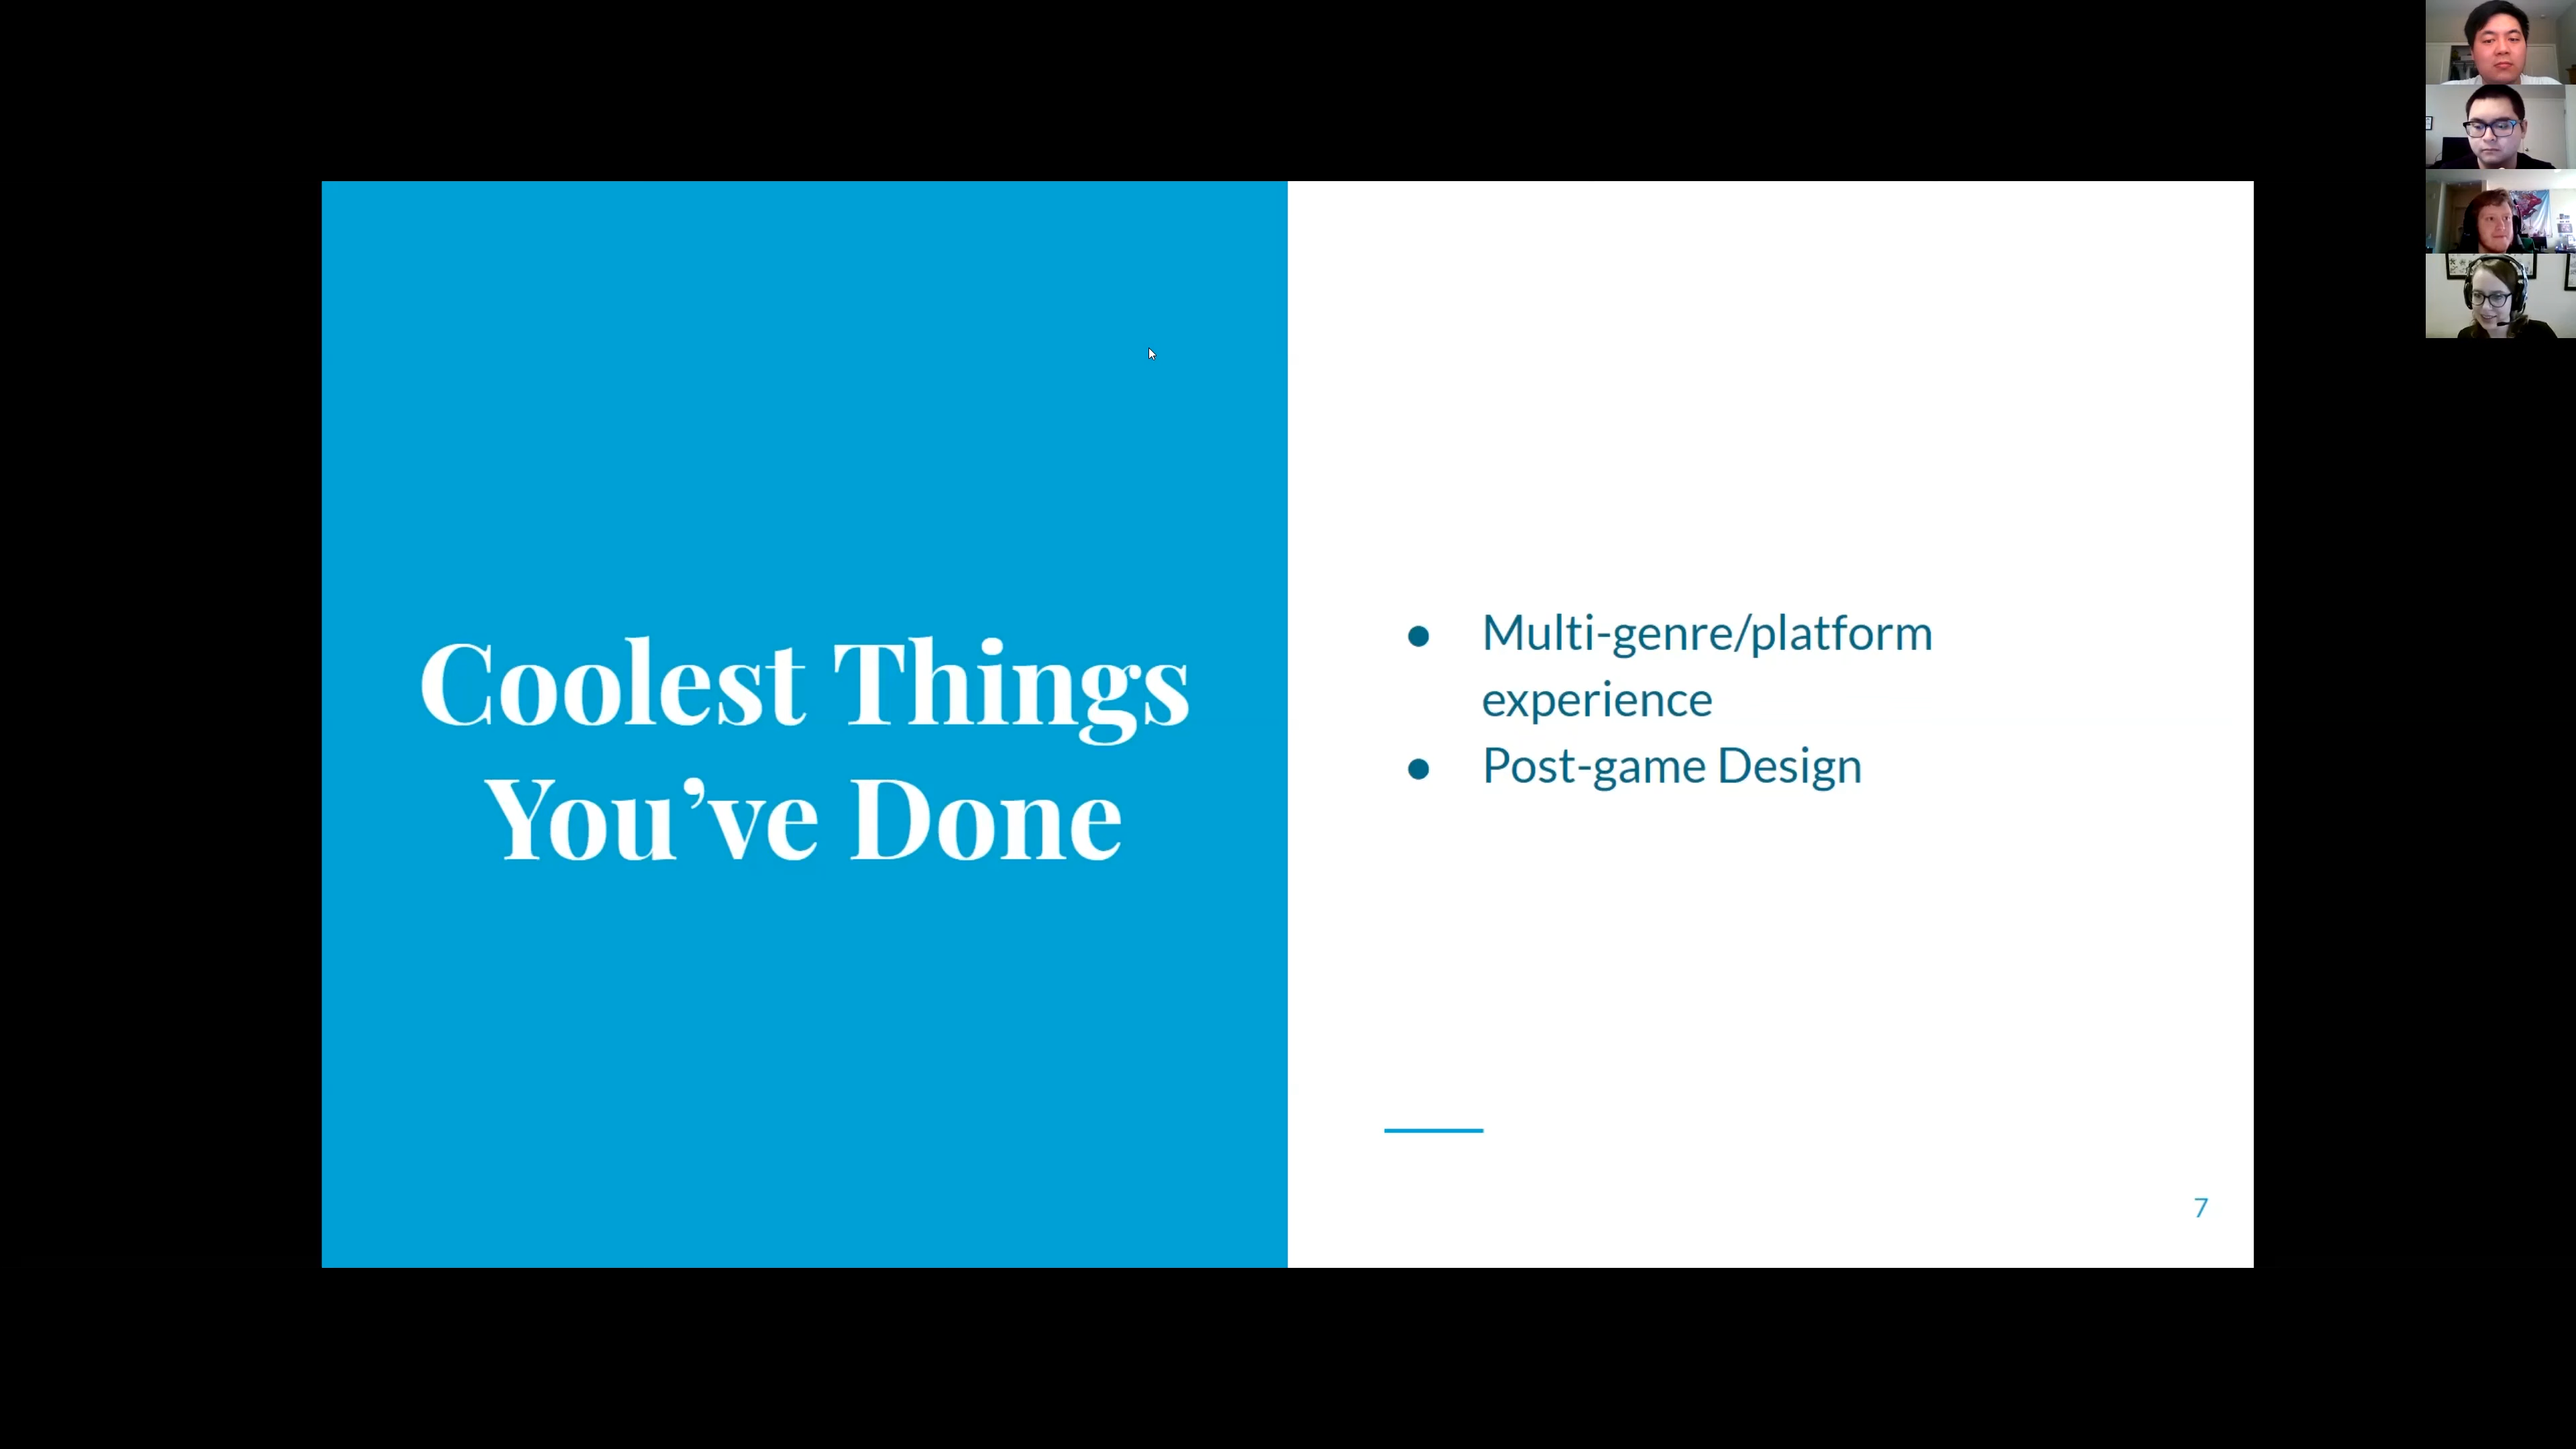 Coolest Things
You’ve Done
● Multi-genre/platform
experience
● Post-game Design
7